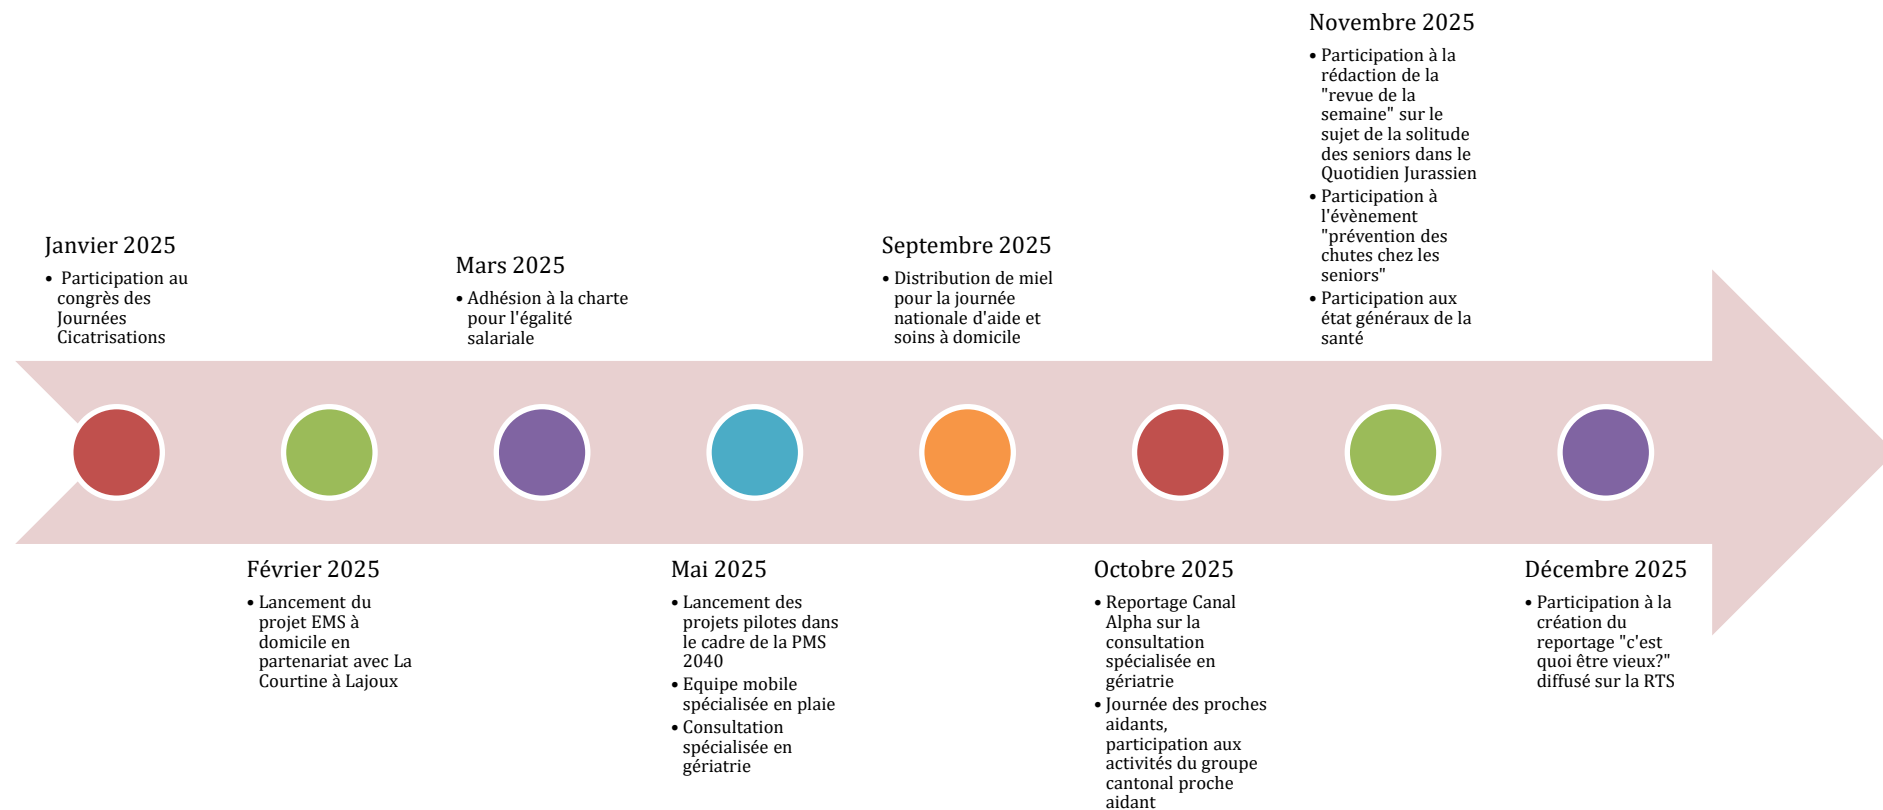 Janvier 2025
• Participation au
congrès des
Journées
Cicatrisations
Février 2025
• Lancement du
projet EMS à
domicile en
partenariat avec La
Courtine à Lajoux
Mars 2025
• Adhésion à la charte
pour l'égalité
salariale
Mai 2025
• Lancement des
projets pilotes dans
le cadre de la PMS
2040
• Equipe mobile
spécialisée en plaie
• Consultation
spécialisée en
gériatrie
Septembre 2025
• Distribution de miel
pour la journée
nationale d'aide et
soins à domicile
Octobre 2025
• Reportage Canal
Alpha sur la
consultation
spécialisée en
gériatrie
• Journée des proches
aidants,
participation aux
activités du groupe
cantonal proche
aidant
Novembre 2025
• Participation à la
rédaction de la
"revue de la
semaine" sur le
sujet de la solitude
des seniors dans le
Quotidien Jurassien
• Participation à
l'évènement
"prévention des
chutes chez les
seniors"
• Participation aux
état généraux de la
santé
Décembre 2025
• Participation à la
création du
reportage "c'est
quoi être vieux?"
diffusé sur la RTS